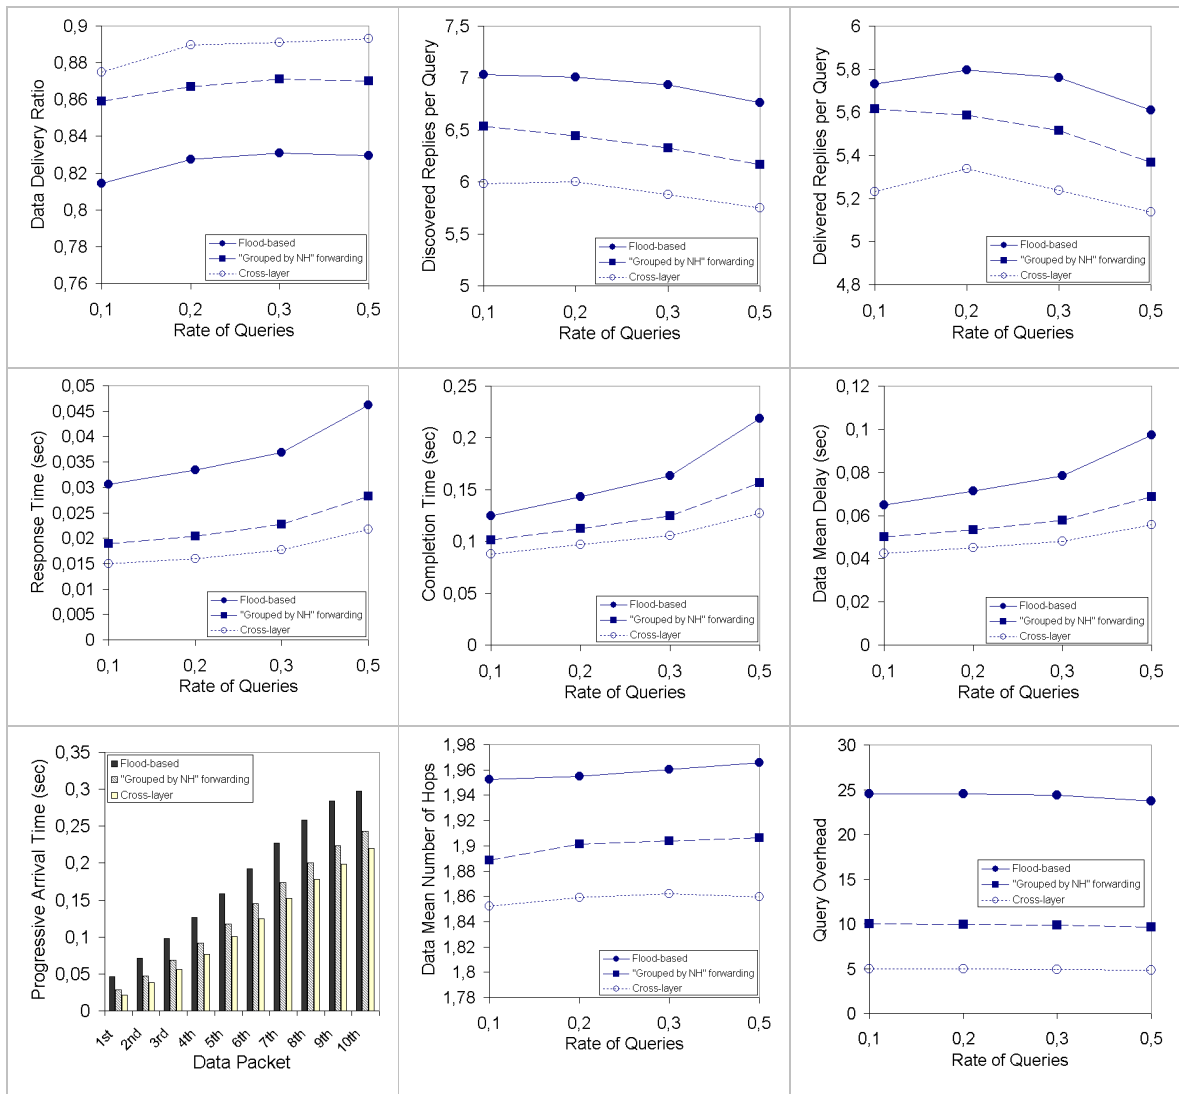 Data Delivery Ratio
0,9
0,88
0,86
0,84
0,82
0,8
0,78
0,76
0,1 0,2 0,3 0,5
Rate of Queries
Flood-based
"Grouped by NH" forwarding
Cross-layer
Discovered Replies per Query
7,5
7
6,5
6
5,5
5
0,1 0,2 0,3 0,5
Rate of Queries
Flood-based
"Grouped by NH" forwarding
Cross-layer
Delivered Replies per Query
6
5,8
5,6
5,4
5,2
5
4,8
0,1 0,2 0,3 0,5
Rate of Queries
Flood-based
"Grouped by NH" forwarding
Cross-layer
Response Time (sec)
0,05
0,045
0,04
0,035
0,03
0,025
0,02
0,015
0,01
0,005
0
0,1 0,2 0,3 0,5
Rate of Queries
Flood-based
"Grouped by NH" forwarding
Cross-layer
Completion Time (sec)
0,25
0,2
0,15
0,1
0,05
0
0,1 0,2 0,3 0,5
Rate of Queries
Flood-based
"Grouped by NH" forwarding
Cross-layer
Data Mean Delay (sec)
0,12
0,1
0,08
0,06
0,04
0,02
0
0,1 0,2 0,3 0,5
Rate of Queries
Flood-based
"Grouped by NH" forwarding
Cross-layer
Progressive Arrival Time (sec)
0,35
0,3
0,25
0,2
0,15
0,1
0,05
0
1st 2nd 3rd 4th 5th 6th 7th 8th 9th 10th
Data Packet
Flood-based
"Grouped by NH" forwarding
Cross-layer
Data Mean Number of Hops
1,98
1,96
1,94
1,92
1,9
1,88
1,86
1,84
1,82
1,8
1,78
0,1 0,2 0,3 0,5
Rate of Queries
Flood-based
"Grouped by NH" forwarding
Cross-layer
Query Overhead
30
25
20
15
10
5
0
0,1 0,2 0,3 0,5
Rate of Queries
Flood-based
"Grouped by NH" forwarding
Cross-layer